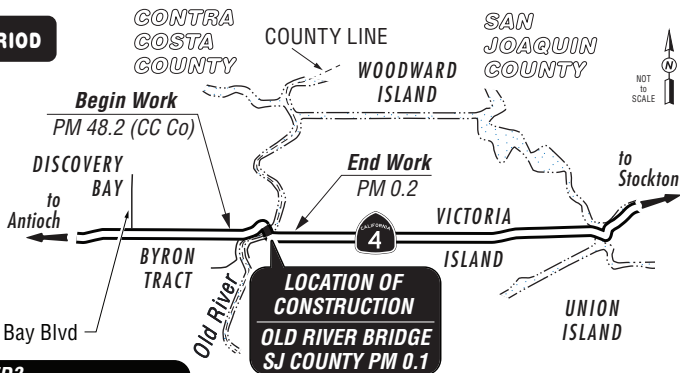 CONTRA
COSTA
COUNTY
COUNTY LINE
SAN
JOAQUIN
COUNTY
N
NOT
to
SCALE
WOODWARD
ISLAND
Begin Work
PM 48.2 (CC Co)
DISCOVERY
BAY
End Work
PM 0.2
to
Stockton
to
Antioch
CALIFORNIA
4
VICTORIA
ISLAND
BYRON
TRACT
Old River
LOCATION OF
CONSTRUCTION
OLD RIVER BRIDGE
SJ COUNTY PM 0.1
UNION
ISLAND
Bay Blvd